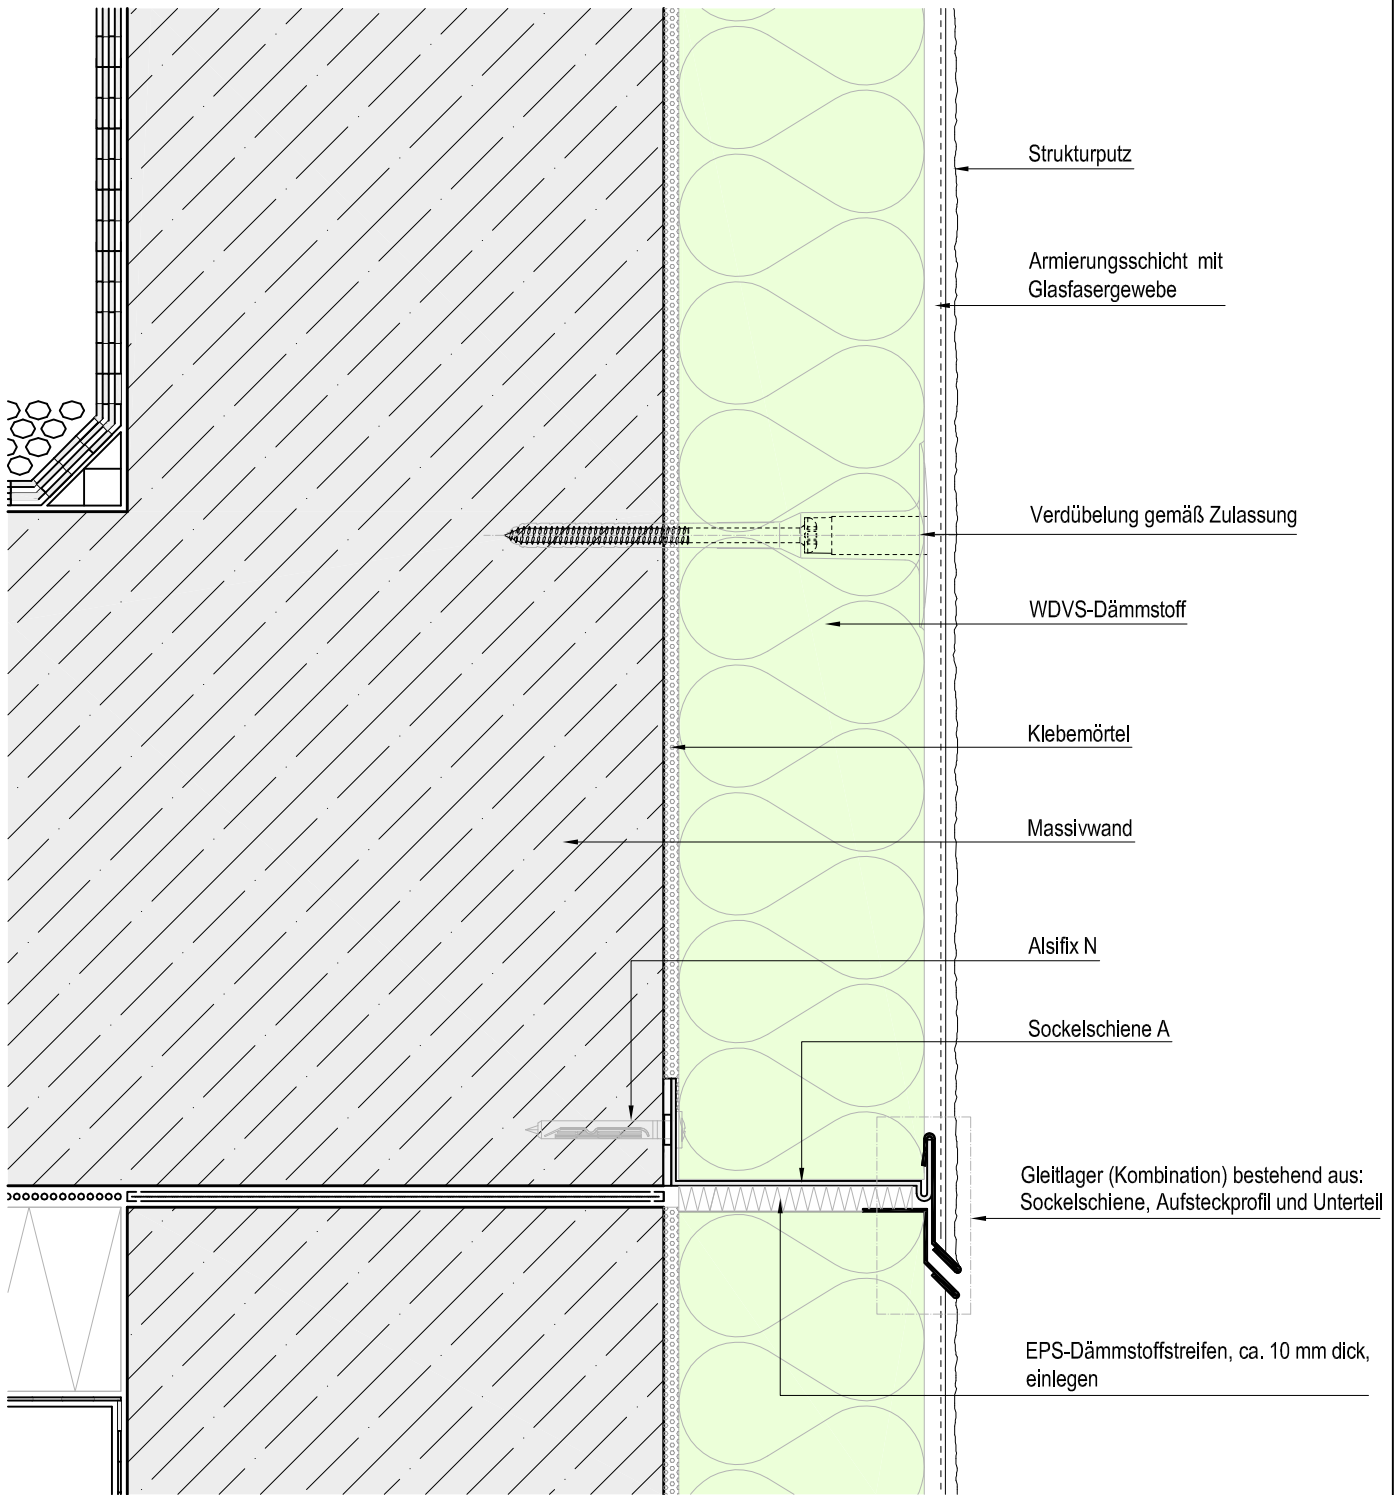 Strukturputz
Armierungsschicht mit
Glasfasergewebe
Verdübelung gemäß Zulassung
WDVS-Dämmstoff
Klebemörtel
Massivwand
Alsifix N
Sockelschiene A
Gleitlager (Kombination) bestehend aus:
Sockelschiene, Aufsteckprofil und Unterteil
EPS-Dämmstoffstreifen, ca. 10 mm dick,
einlegen